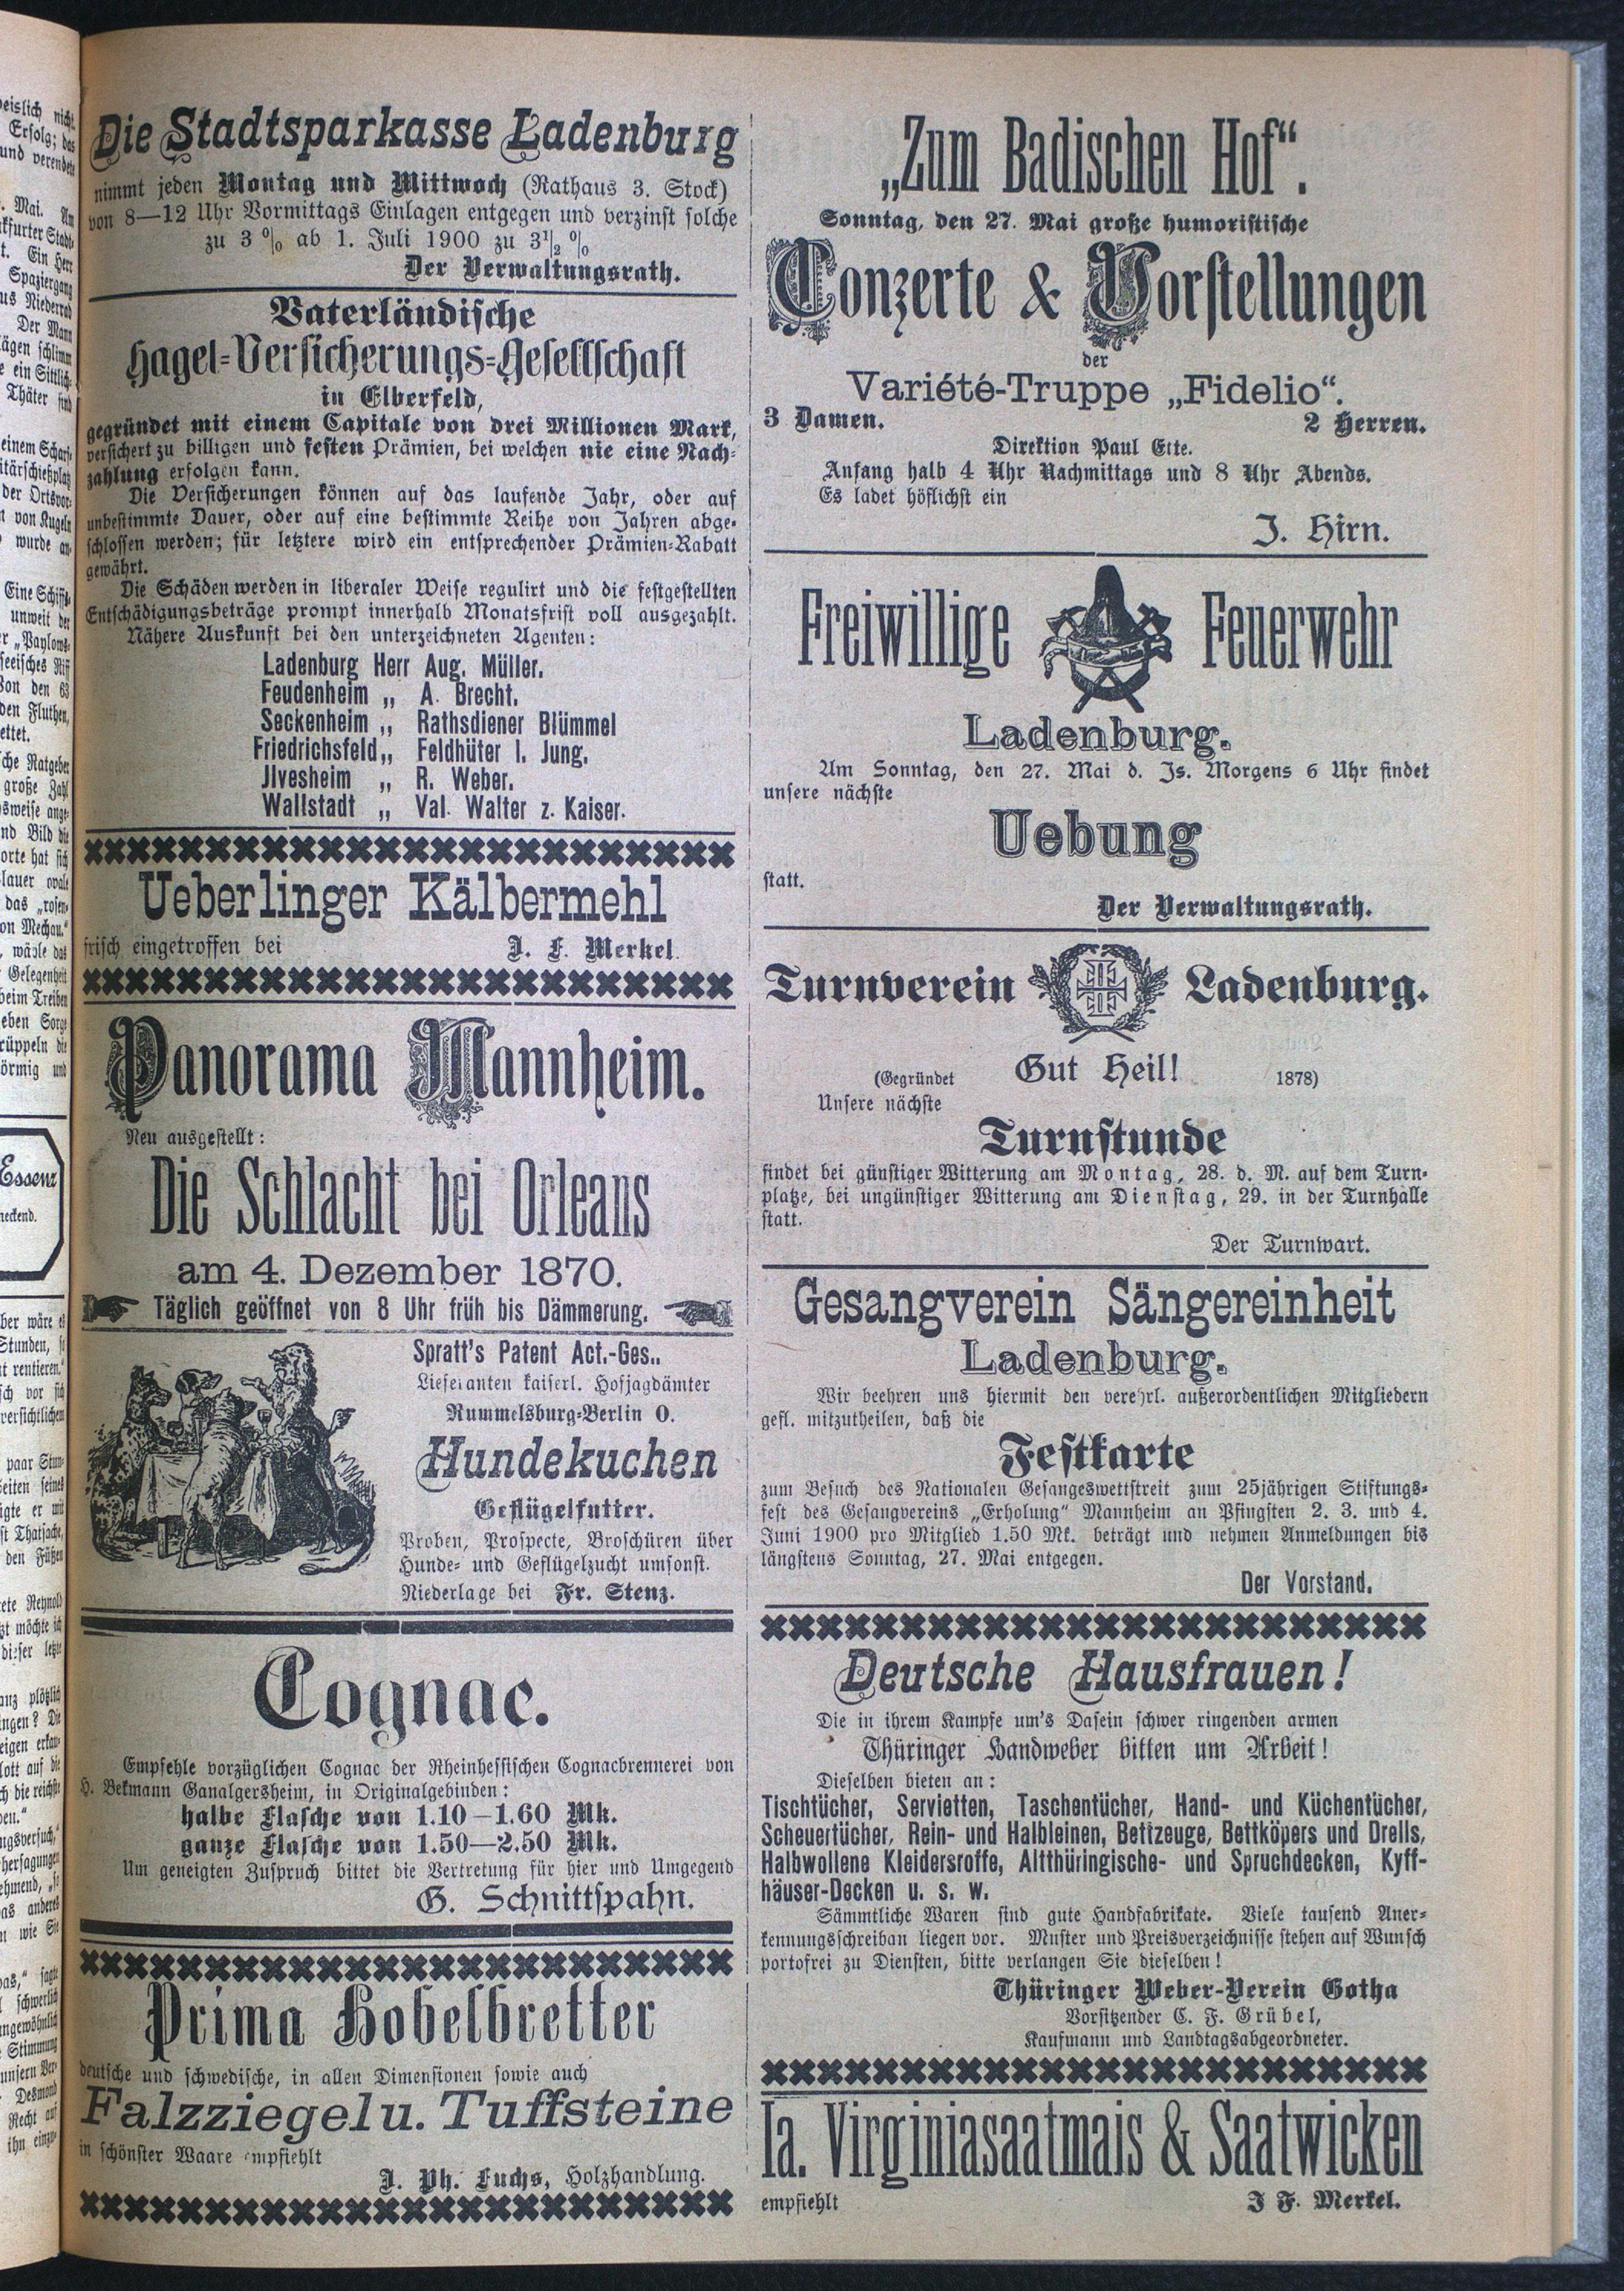 Die Stadtsparkasse Ladenburg
nimmt jeden Montag und Mittwoch (Rathaus 3. Stock)
von 8—12 Uhr Vormittags Einlagen entgegen und verzinst solche
zu 3 % ab 1. Juli 1900 zu 3½ %
Der Verwaltungsrath.
Vaterländische
Hagel-Versicherungs-Gesellschaft
in Elberfeld,
gegründet mit einem Capitale von drei Millionen Mark,
versichert zu billigen und festen Prämien, bei welchen nie eine Nach-
zahlung erfolgen kann.
Die Versicherungen können auf das laufende Jahr, oder auf
unbestimmte Dauer, oder auf eine bestimmte Reihe von Jahren abge-
schlossen werden; für letztere wird ein entsprechender Prämien-Rabatt
gewährt.
Die Schäden werden in liberaler Weise regulirt und die festgestellten
Entschädigungsbeträge prompt innerhalb Monatsfrist voll ausgezahlt.
Nähere Auskunft bei den unterzeichneten Agenten:
Ladenburg Herr Aug. Müller.
Feudenheim „ A. Brecht.
Seckenheim „ Rathsdiener Blümmel
Friedrichsfeld „ Feldhüter I. Jung.
Jlvesheim „ R. Weber.
Wallstadt „ Val. Walter z. Kaiser.
Ueberlinger Kälbermehl
frisch eingetroffen bei J. F. Merkel.
Panorama Mannheim.
Neu ausgestellt:
Die Schlacht bei Orleans
am 4. Dezember 1870.
Täglich geöffnet von 8 Uhr früh bis Dämmerung.
Spratt's Patent Act.-Ges..
Lieferanten kaiserl. Hofjagdämter
Rummelsburg-Berlin O.
Hundekuchen
Geflügelfutter.
Proben, Prospecte, Broschüren über
Hunde- und Geflügelzucht umsonst.
Niederlage bei Fr. Stenz.
Cognac.
Empfehle vorzüglichen Cognac der Rheinhessischen Cognacbrennerei von
H. Bekmann Ganalgersheim, in Originalgebinden:
halbe Flasche von 1.10—1.60 Mk.
ganze Flasche von 1.50—2.50 Mk.
Um geneigten Zuspruch bittet die Vertretung für hier und Umgegend
G. Schnittspahn.
Prima Hobelbretter
deutsche und schwedische, in allen Dimensionen sowie auch
Falzziegel u. Tuffsteine
in schönster Waare empfiehlt
J. Ph. Fuchs, Holzhandlung.
„Zum Badischen Hof“.
Sonntag, den 27. Mai große humoristische
Conzerte & Vorstellungen
der
Variété-Truppe „Fidelio“.
3 Damen. 2 Herren.
Direktion Paul Ette.
Anfang halb 4 Uhr Nachmittags und 8 Uhr Abends.
Es ladet höflichst ein
J. Hirn.
Freiwillige Feuerwehr
Ladenburg.
Am Sonntag, den 27. Mai d. Js. Morgens 6 Uhr findet
unsere nächste
Uebung
statt.
Der Verwaltungsrath.
Turnverein Ladenburg.
(Gegründet Gut Heil! 1878)
Unsere nächste
Turnstunde
findet bei günstiger Witterung am Montag, 28. d. M. auf dem Turn-
platze, bei ungünstiger Witterung am Dienstag, 29. in der Turnhalle
statt.
Der Turnwart.
Gesangverein Sängereinheit
Ladenburg.
Wir beehren uns hiermit den verehrl. außerordentlichen Mitgliedern
gefl. mitzutheilen, daß die
Festkarte
zum Besuch des Nationalen Gesangeswettstreit zum 25jährigen Stiftungs-
fest des Gesangvereins „Erholung“ Mannheim an Pfingsten 2. 3. und 4.
Juni 1900 pro Mitglied 1.50 Mk. beträgt und nehmen Anmeldungen bis
längstens Sonntag, 27. Mai entgegen.
Der Vorstand.
Deutsche Hausfrauen!
Die in ihrem Kampfe um's Dasein schwer ringenden armen
Thüringer Handweber bitten um Arbeit!
Dieselben bieten an:
Tischtücher, Servietten, Taschentücher, Hand- und Küchentücher,
Scheuertücher, Rein- und Halbleinen, Bettzeuge, Bettköpers und Drells,
Halbwollene Kleidersroffe, Altthüringische- und Spruchdecken, Kyff-
häuser-Decken u. s. w.
Sämmtliche Waren sind gute Handfabrikate. Viele tausend Aner-
kennungsschreiban liegen vor. Muster und Preisverzeichnisse stehen auf Wunsch
portofrei zu Diensten, bitte verlangen Sie dieselben!
Thüringer Weber-Verein Gotha
Vorsitzender C. F. Grübel,
Kaufmann und Landtagsabgeordneter.
Ia. Virginiasaatmais & Saatwicken
empfiehlt J F. Merkel.